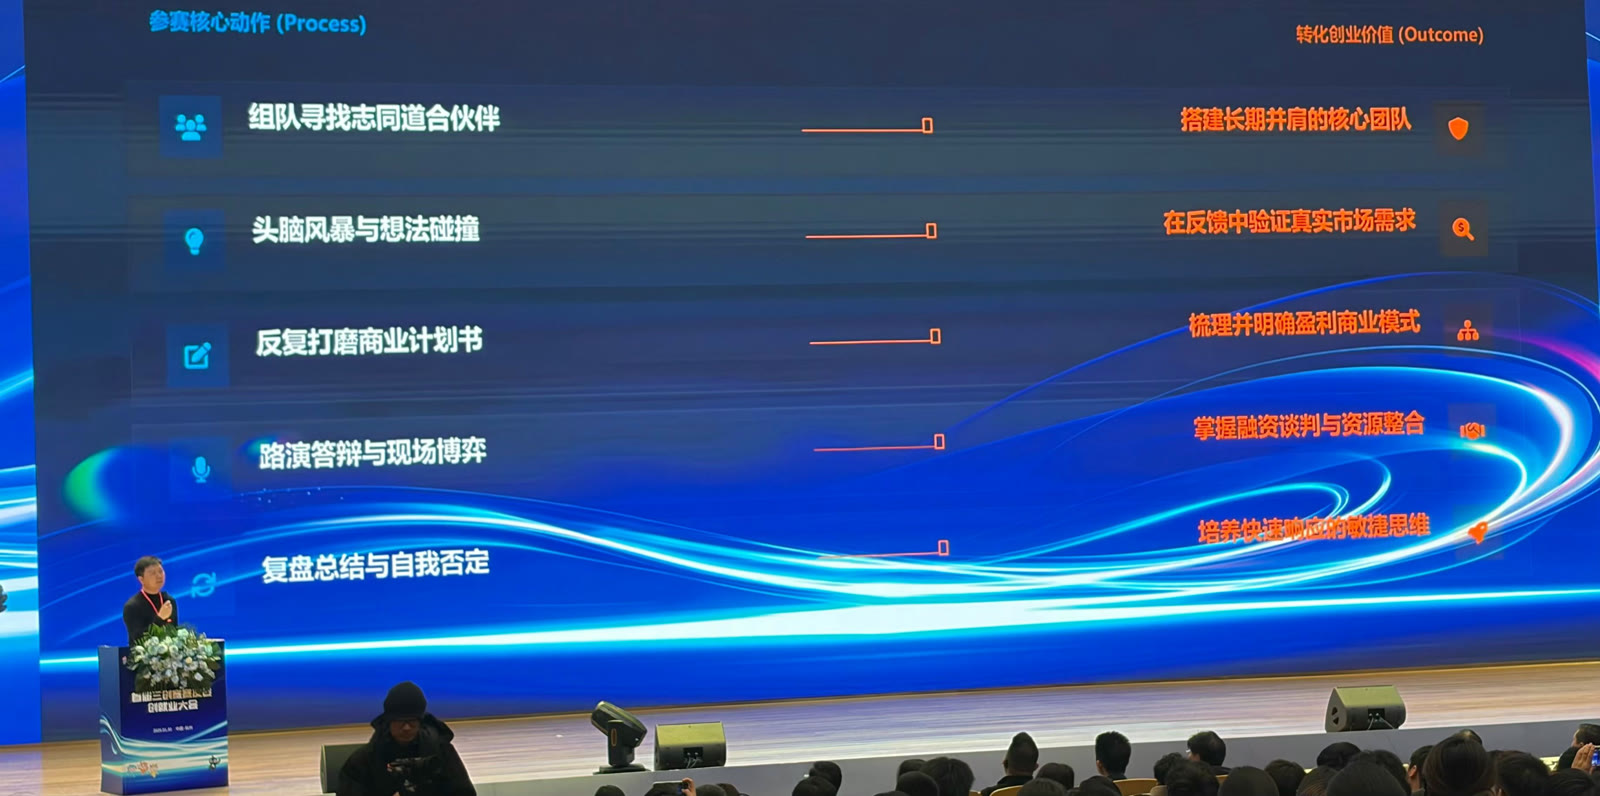 参赛核心动作 (Process)
转化创业价值 (Outcome)
组队寻找志同道合伙伴
搭建长期并肩的核心团队
头脑风暴与想法碰撞
在反馈中验证真实市场需求
反复打磨商业计划书
梳理并明确盈利商业模式
路演答辩与现场博弈
掌握融资谈判与资源整合
复盘总结与自我否定
培养快速响应的敏捷思维
创就业大会